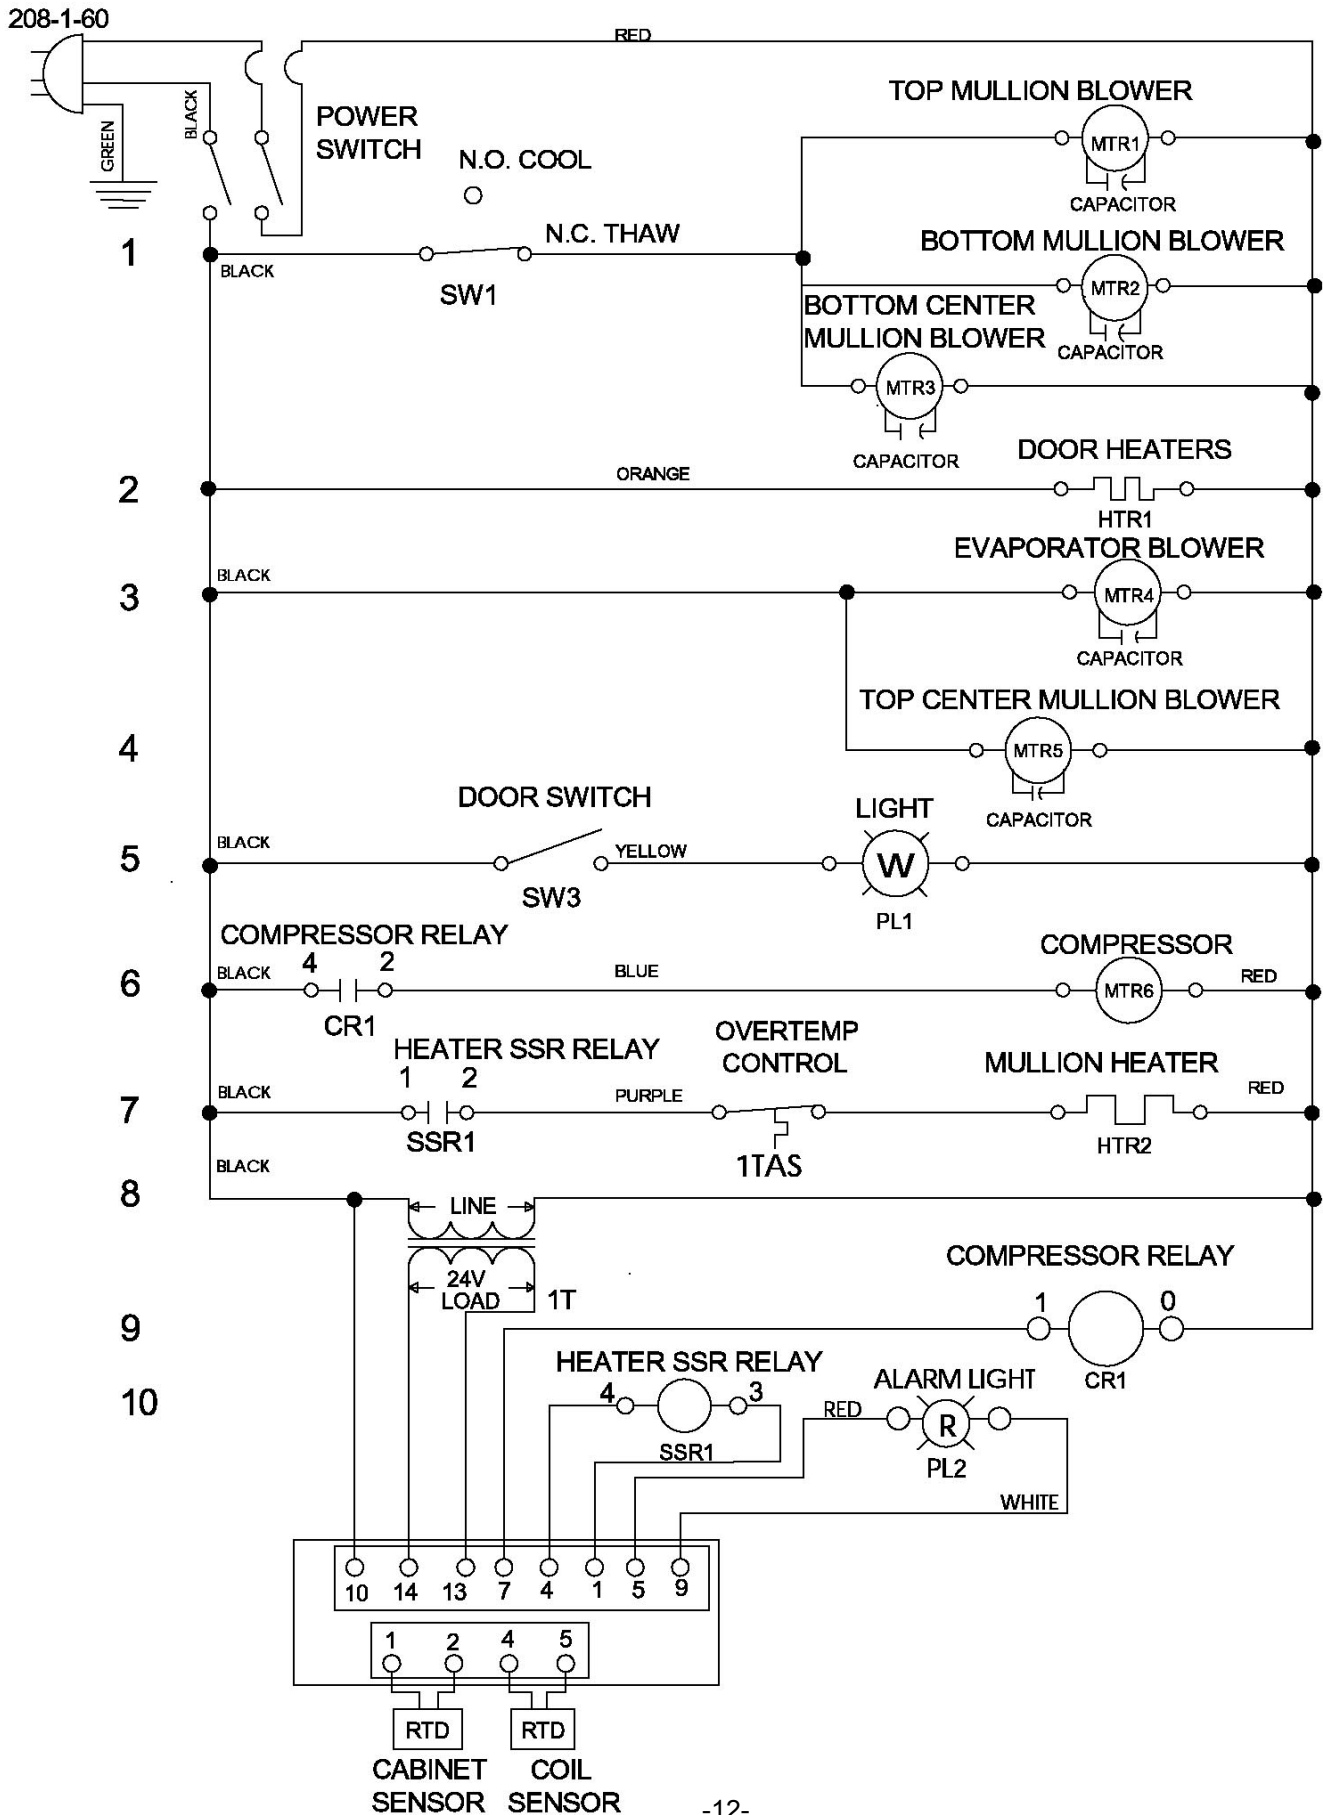 208-1-60
RED
BLACK
GREEN
POWER
SWITCH
N.O. COOL
N.C. THAW
TOP MULLION BLOWER
MTR1
CAPACITOR
1
BLACK
SW1
BOTTOM MULLION BLOWER
MTR2
CAPACITOR
BOTTOM CENTER
MULLION BLOWER
MTR3
CAPACITOR
DOOR HEATERS
2
ORANGE
HTR1
EVAPORATOR BLOWER
3
BLACK
MTR4
CAPACITOR
TOP CENTER MULLION BLOWER
4
MTR5
CAPACITOR
DOOR SWITCH
LIGHT
5
BLACK
YELLOW
W
SW3
PL1
COMPRESSOR RELAY
COMPRESSOR
6
BLACK
4
2
BLUE
MTR6
RED
CR1
HEATER SSR RELAY
OVERTEMP
CONTROL
MULLION HEATER
7
BLACK
1
2
PURPLE
RED
SSR1
1TAS
HTR2
BLACK
8
LINE
24V
LOAD
1T
COMPRESSOR RELAY
9
1
0
CR1
HEATER SSR RELAY
10
4
3
SSR1
ALARM LIGHT
RED
R
PL2
WHITE
10
14
13
7
4
1
5
9
1
2
4
5
RTD
RTD
CABINET
SENSOR
COIL
SENSOR
-12-